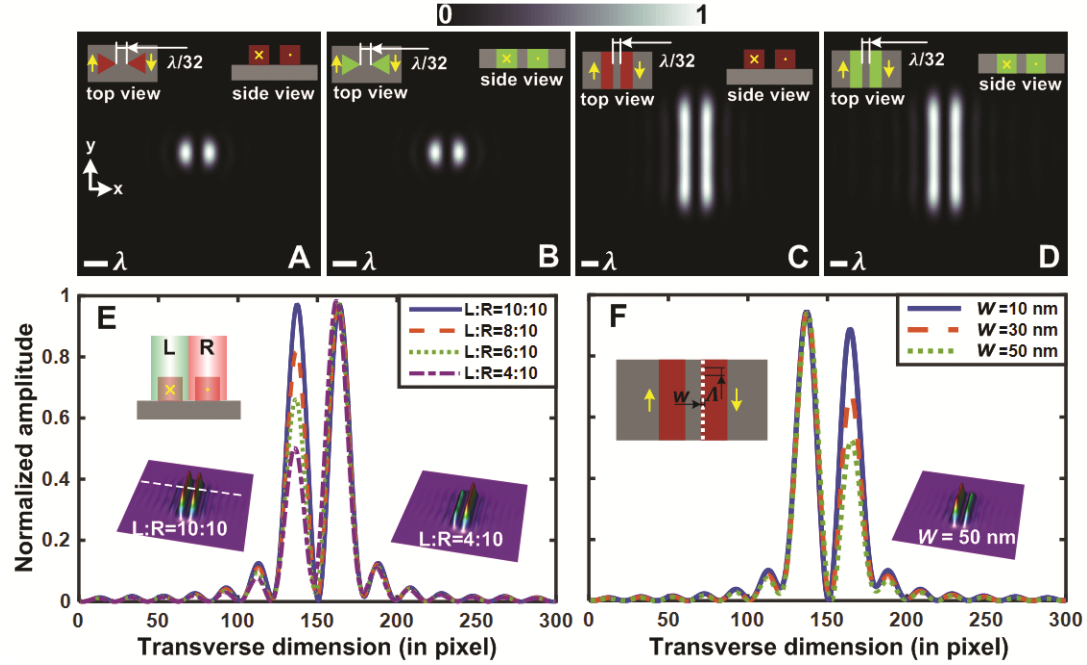 0 1
λ/32
top view
side view
y
x
λ
A
λ/32
top view
side view
λ
B
λ/32
top view
side view
λ
C
λ/32
top view
side view
λ
D
E
Normalized amplitude
1
0.8
0.6
0.4
0.2
0
L R
L:R=10:10
L:R=8:10
L:R=6:10
L:R=4:10
L:R=10:10
L:R=4:10
0 50 100 150 200 250 300
Transverse dimension (in pixel)
F
W=10 nm
W=30 nm
W=50 nm
w
Λ
W = 50 nm
0 50 100 150 200 250 300
Transverse dimension (in pixel)